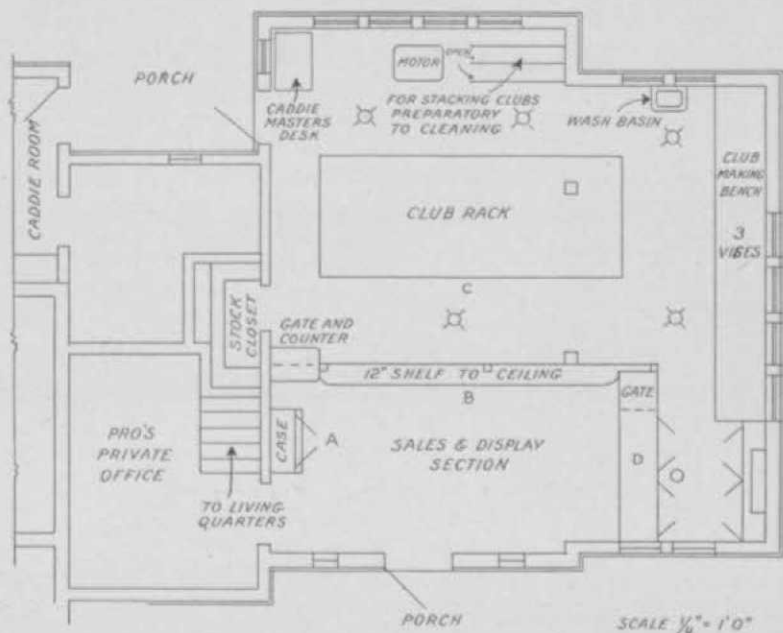 PORCH
CADDIE ROOM
CADDIE
MASTERS
DESK
MOTOR
OPEN
FOR STACKING CLUBS
PREPARATORY
TO CLEANING
WASH BASIN
CLUB
MAKING
BENCH
3
VISES
CLUB RACK
C
STOCK
CLOSET
GATE AND
COUNTER
12" SHELF TO CEILING
B
GATE
PRO'S
PRIVATE
OFFICE
CASE
A
SALES & DISPLAY
SECTION
D
TO LIVING
QUARTERS
PORCH
SCALE ¼" = 1'0"